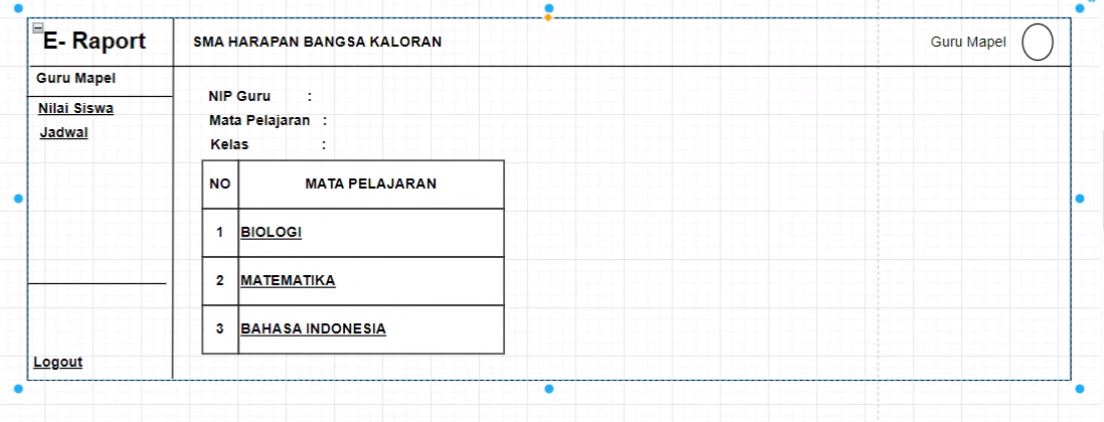 E- Raport
SMA HARAPAN BANGSA KALORAN
Guru Mapel
Guru Mapel
Nilai Siswa
Jadwal
Logout
NIP Guru :
Mata Pelajaran :
Kelas :
NO MATA PELAJARAN
1 BIOLOGI
2 MATEMATIKA
3 BAHASA INDONESIA